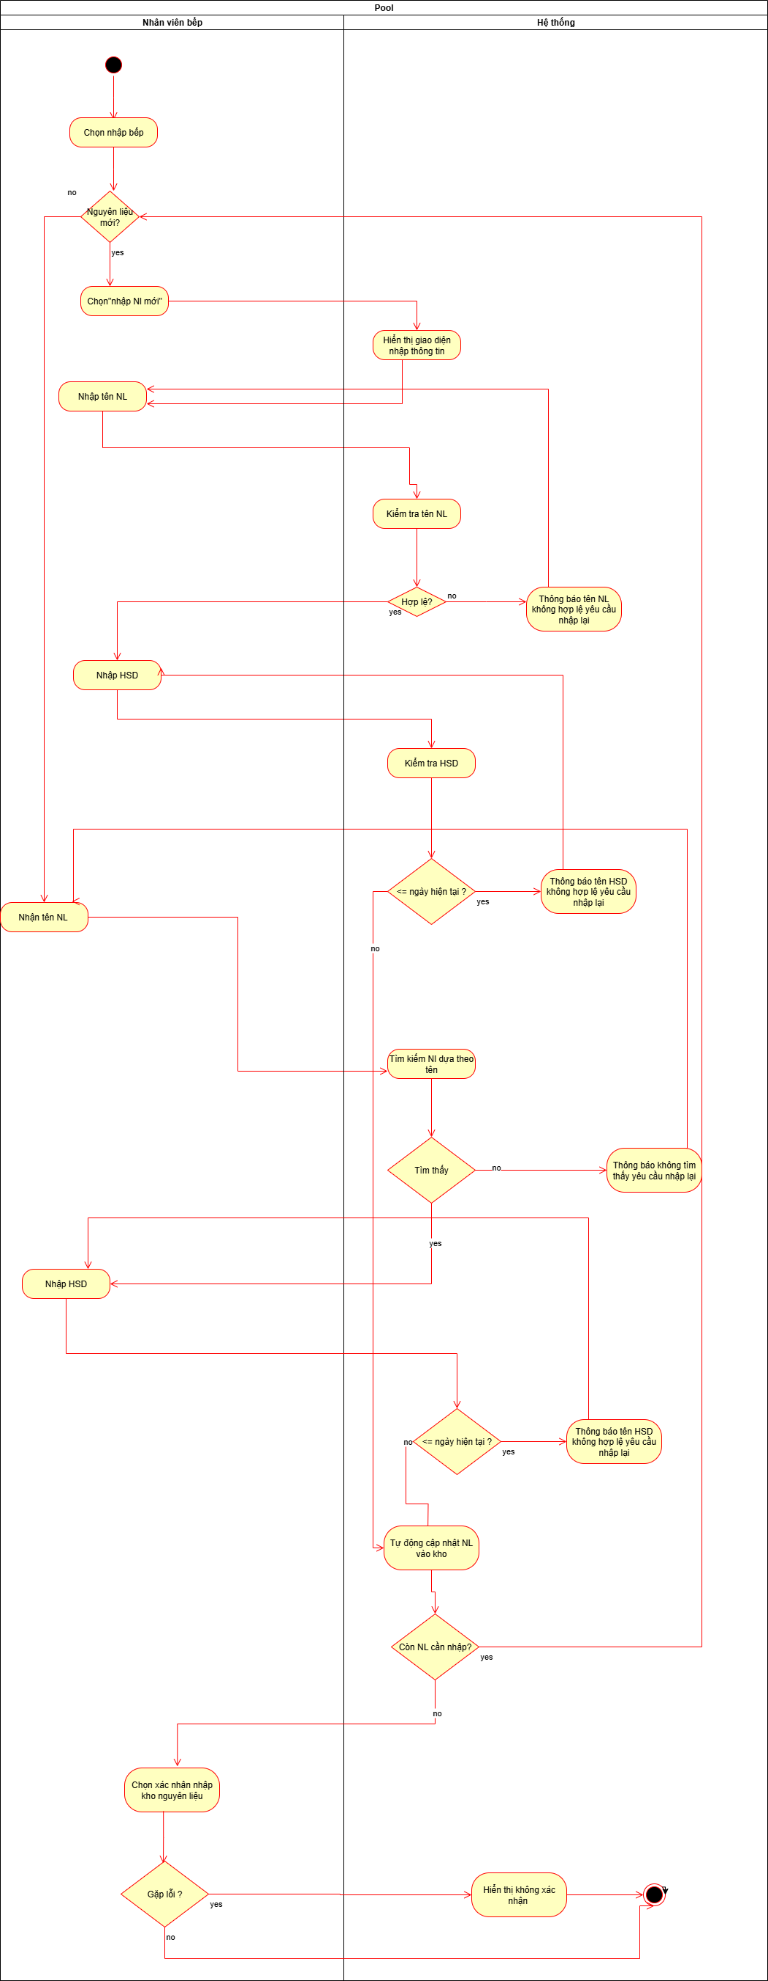 Pool
Nhân viên bếp
Hệ thống
Chọn nhập bếp
no
Nguyên liệu
mới?
yes
Chọn"nhập Nl mới"
Hiển thị giao diện
nhập thông tin
Nhập tên NL
Kiểm tra tên NL
Hợp lệ?
no
yes
Thông báo tên NL
không hợp lệ yêu cầu
nhập lại
Nhập HSD
Kiểm tra HSD
<= ngày hiện tại ?
yes
no
Thông báo tên HSD
không hợp lệ yêu cầu
nhập lại
Nhận tên NL
Tìm kiếm Nl dựa theo
tên
Tìm thấy
no
yes
Thông báo không tìm
thấy yêu cầu nhập lại
Nhập HSD
no
<= ngày hiện tại ?
yes
Thông báo tên HSD
không hợp lệ yêu cầu
nhập lại
Tự động cập nhật NL
vào kho
Còn NL cần nhập?
yes
no
Chọn xác nhận nhập
kho nguyên liệu
Gặp lỗi ?
yes
no
Hiển thị không xác
nhận